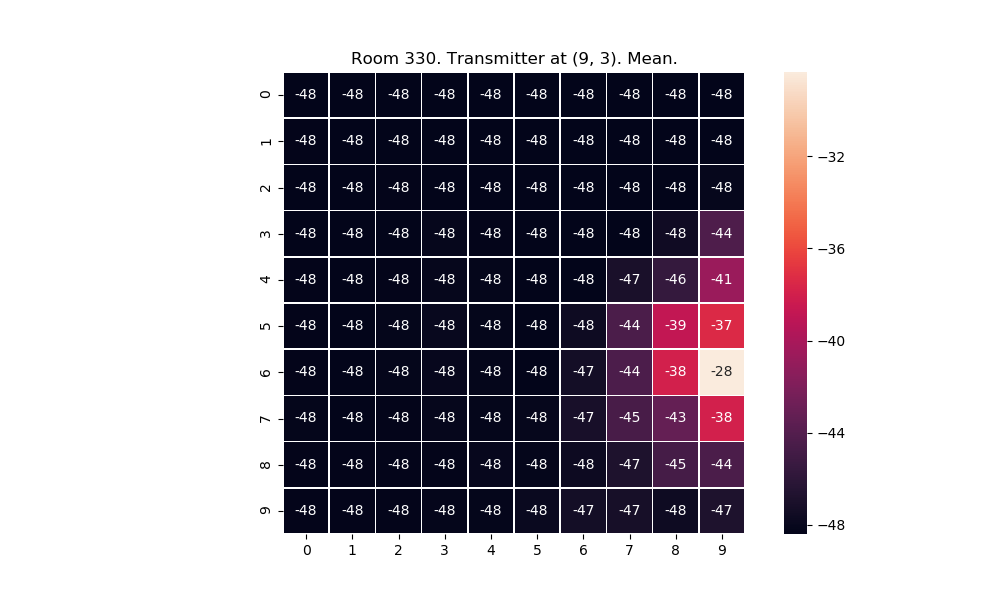 Room 330. Transmitter at (9, 3). Mean.
0 -48 -48 -48 -48 -48 -48 -48 -48 -48 -48
1 -48 -48 -48 -48 -48 -48 -48 -48 -48 -48
−32
2 -48 -48 -48 -48 -48 -48 -48 -48 -48 -48
3 -48 -48 -48 -48 -48 -48 -48 -48 -48 -44
−36
4 -48 -48 -48 -48 -48 -48 -48 -47 -46 -41
5 -48 -48 -48 -48 -48 -48 -48 -44 -39 -37
−40
6 -48 -48 -48 -48 -48 -48 -47 -44 -38 -28
7 -48 -48 -48 -48 -48 -48 -47 -45 -43 -38
−44
8 -48 -48 -48 -48 -48 -48 -48 -47 -45 -44
9 -48 -48 -48 -48 -48 -48 -47 -47 -48 -47
−48
0 1 2 3 4 5 6 7 8 9